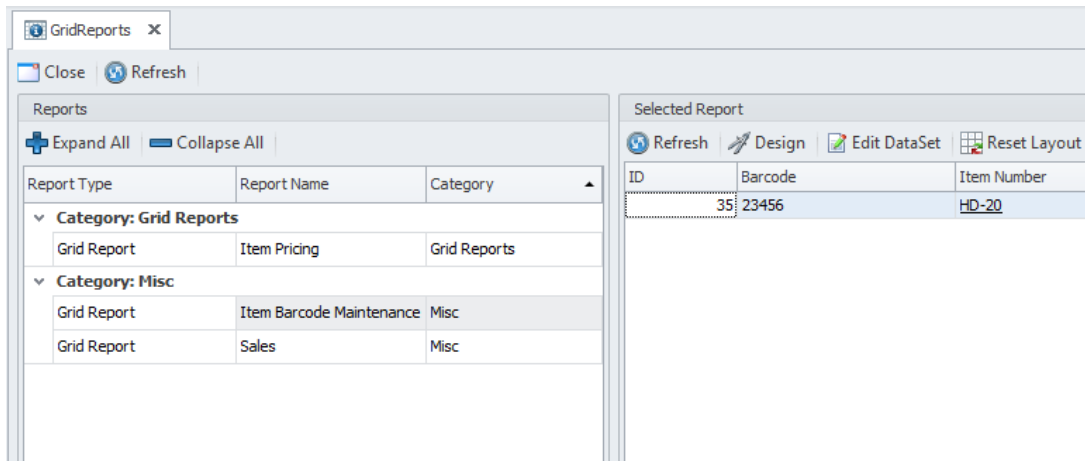 GridReports
Close Refresh
Reports
Expand All Collapse All
Report Type Report Name Category
Category: Grid Reports
Grid Report Item Pricing Grid Reports
Category: Misc
Grid Report Item Barcode Maintenance Misc
Grid Report Sales Misc
Selected Report
Refresh Design Edit DataSet Reset Layout
ID Barcode Item Number
35 23456 HD-20